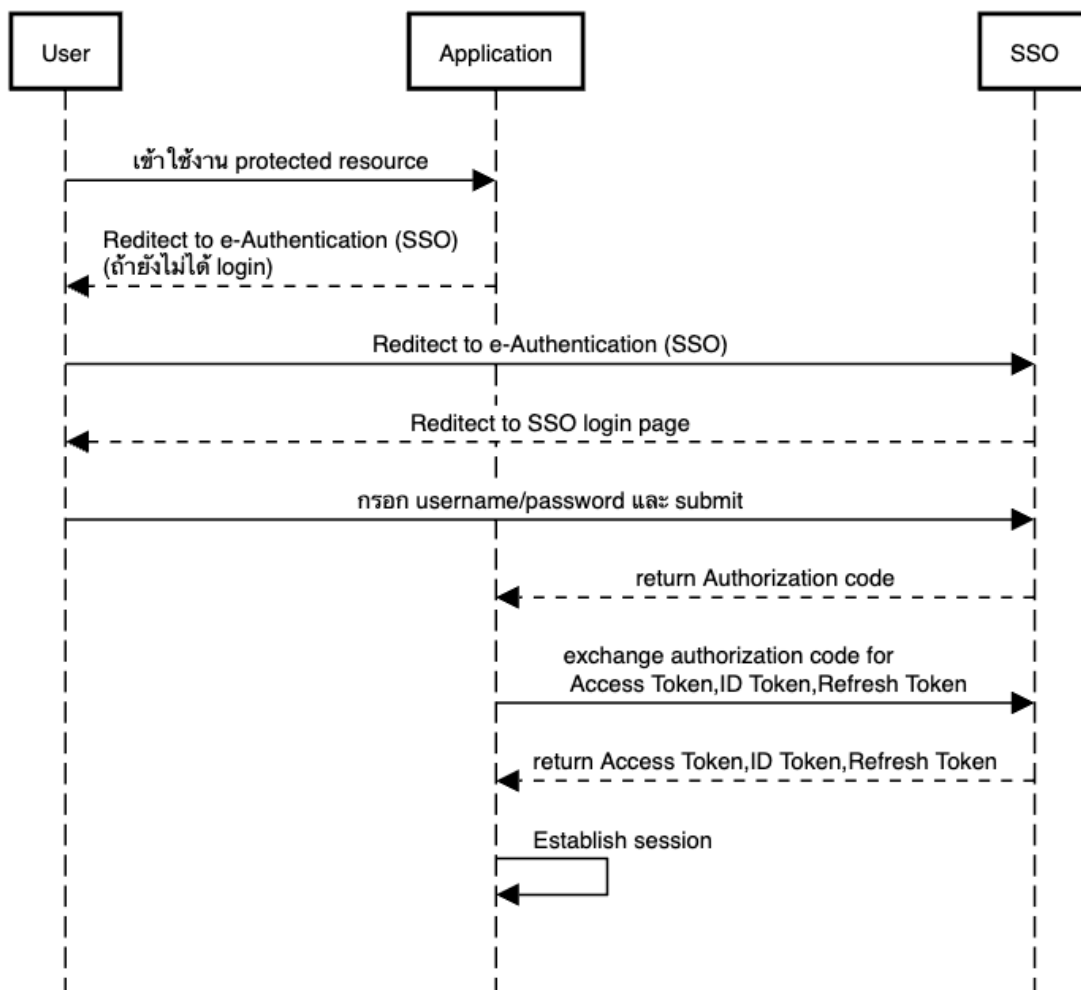 User
Application
SSO
เข้าใช้งาน protected resource
Reditect to e-Authentication (SSO)
(ถ้ายังไม่ได้ login)
Reditect to e-Authentication (SSO)
Reditect to SSO login page
กรอก username/password และ submit
return Authorization code
exchange authorization code for
Access Token,ID Token,Refresh Token
return Access Token,ID Token,Refresh Token
Establish session